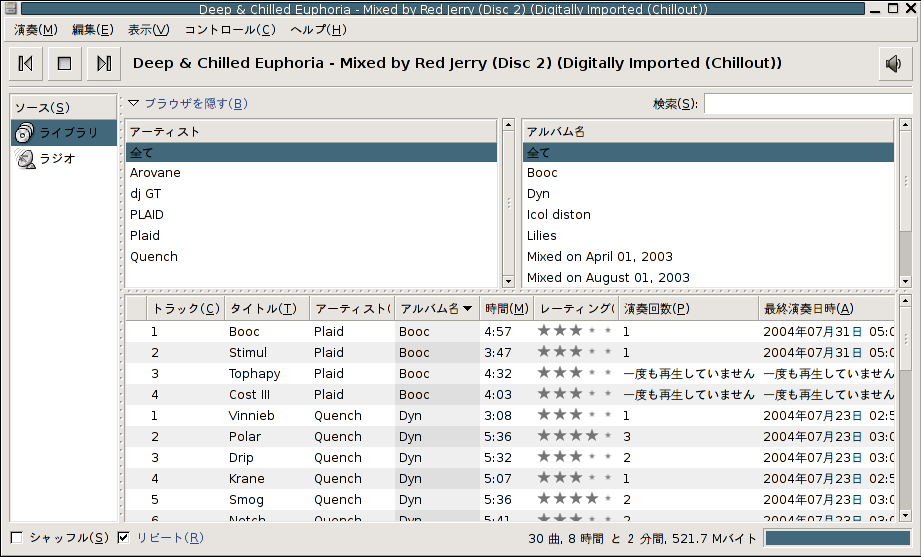 Deep & Chilled Euphoria - Mixed by Red Jerry (Disc 2) (Digitally Imported (Chillout))
演奏(M) 編集(E) 表示(V) コントロール(C) ヘルプ(H)
Deep & Chilled Euphoria - Mixed by Red Jerry (Disc 2) (Digitally Imported (Chillout))
ソース(S)
ライブラリ
ラジオ
ブラウザを隠す(B) 検索(S):
アーティスト
全て
Arovane
dj GT
PLAID
Plaid
Quench
アルバム名
全て
Booc
Dyn
Icol diston
Lilies
Mixed on April 01, 2003
Mixed on August 01, 2003
トラック(C) タイトル(T) アーティスト( アルバム名 時間(M) レーティング( 演奏回数(P) 最終演奏日時(A)
1 Booc Plaid Booc 4:57 ★★★★★ 1 2004年07月31日 05:0
2 Stimul Plaid Booc 3:47 ★★★★★ 1 2004年07月31日 05:0
3 Tophapy Plaid Booc 4:32 ★★★★★ 一度も再生していません 一度も再生していません
4 Cost III Plaid Booc 4:03 ★★★★★ 一度も再生していません 一度も再生していません
1 Vinnieb Quench Dyn 3:08 ★★★★★ 1 2004年07月23日 02:5
2 Polar Quench Dyn 5:36 ★★★★★ 3 2004年07月23日 03:0
3 Drip Quench Dyn 5:32 ★★★★★ 2 2004年07月23日 03:0
4 Krane Quench Dyn 5:07 ★★★★★ 1 2004年07月23日 02:5
5 Smog Quench Dyn 5:36 ★★★★★ 2 2004年07月23日 03:0
6 Notch Quench Dyn 5:41 ★★★★★ 2 2004年07月23日 03:0
シャッフル(S) リピート(R) 30 曲, 8 時間 と 2 分間, 521.7 Mバイト